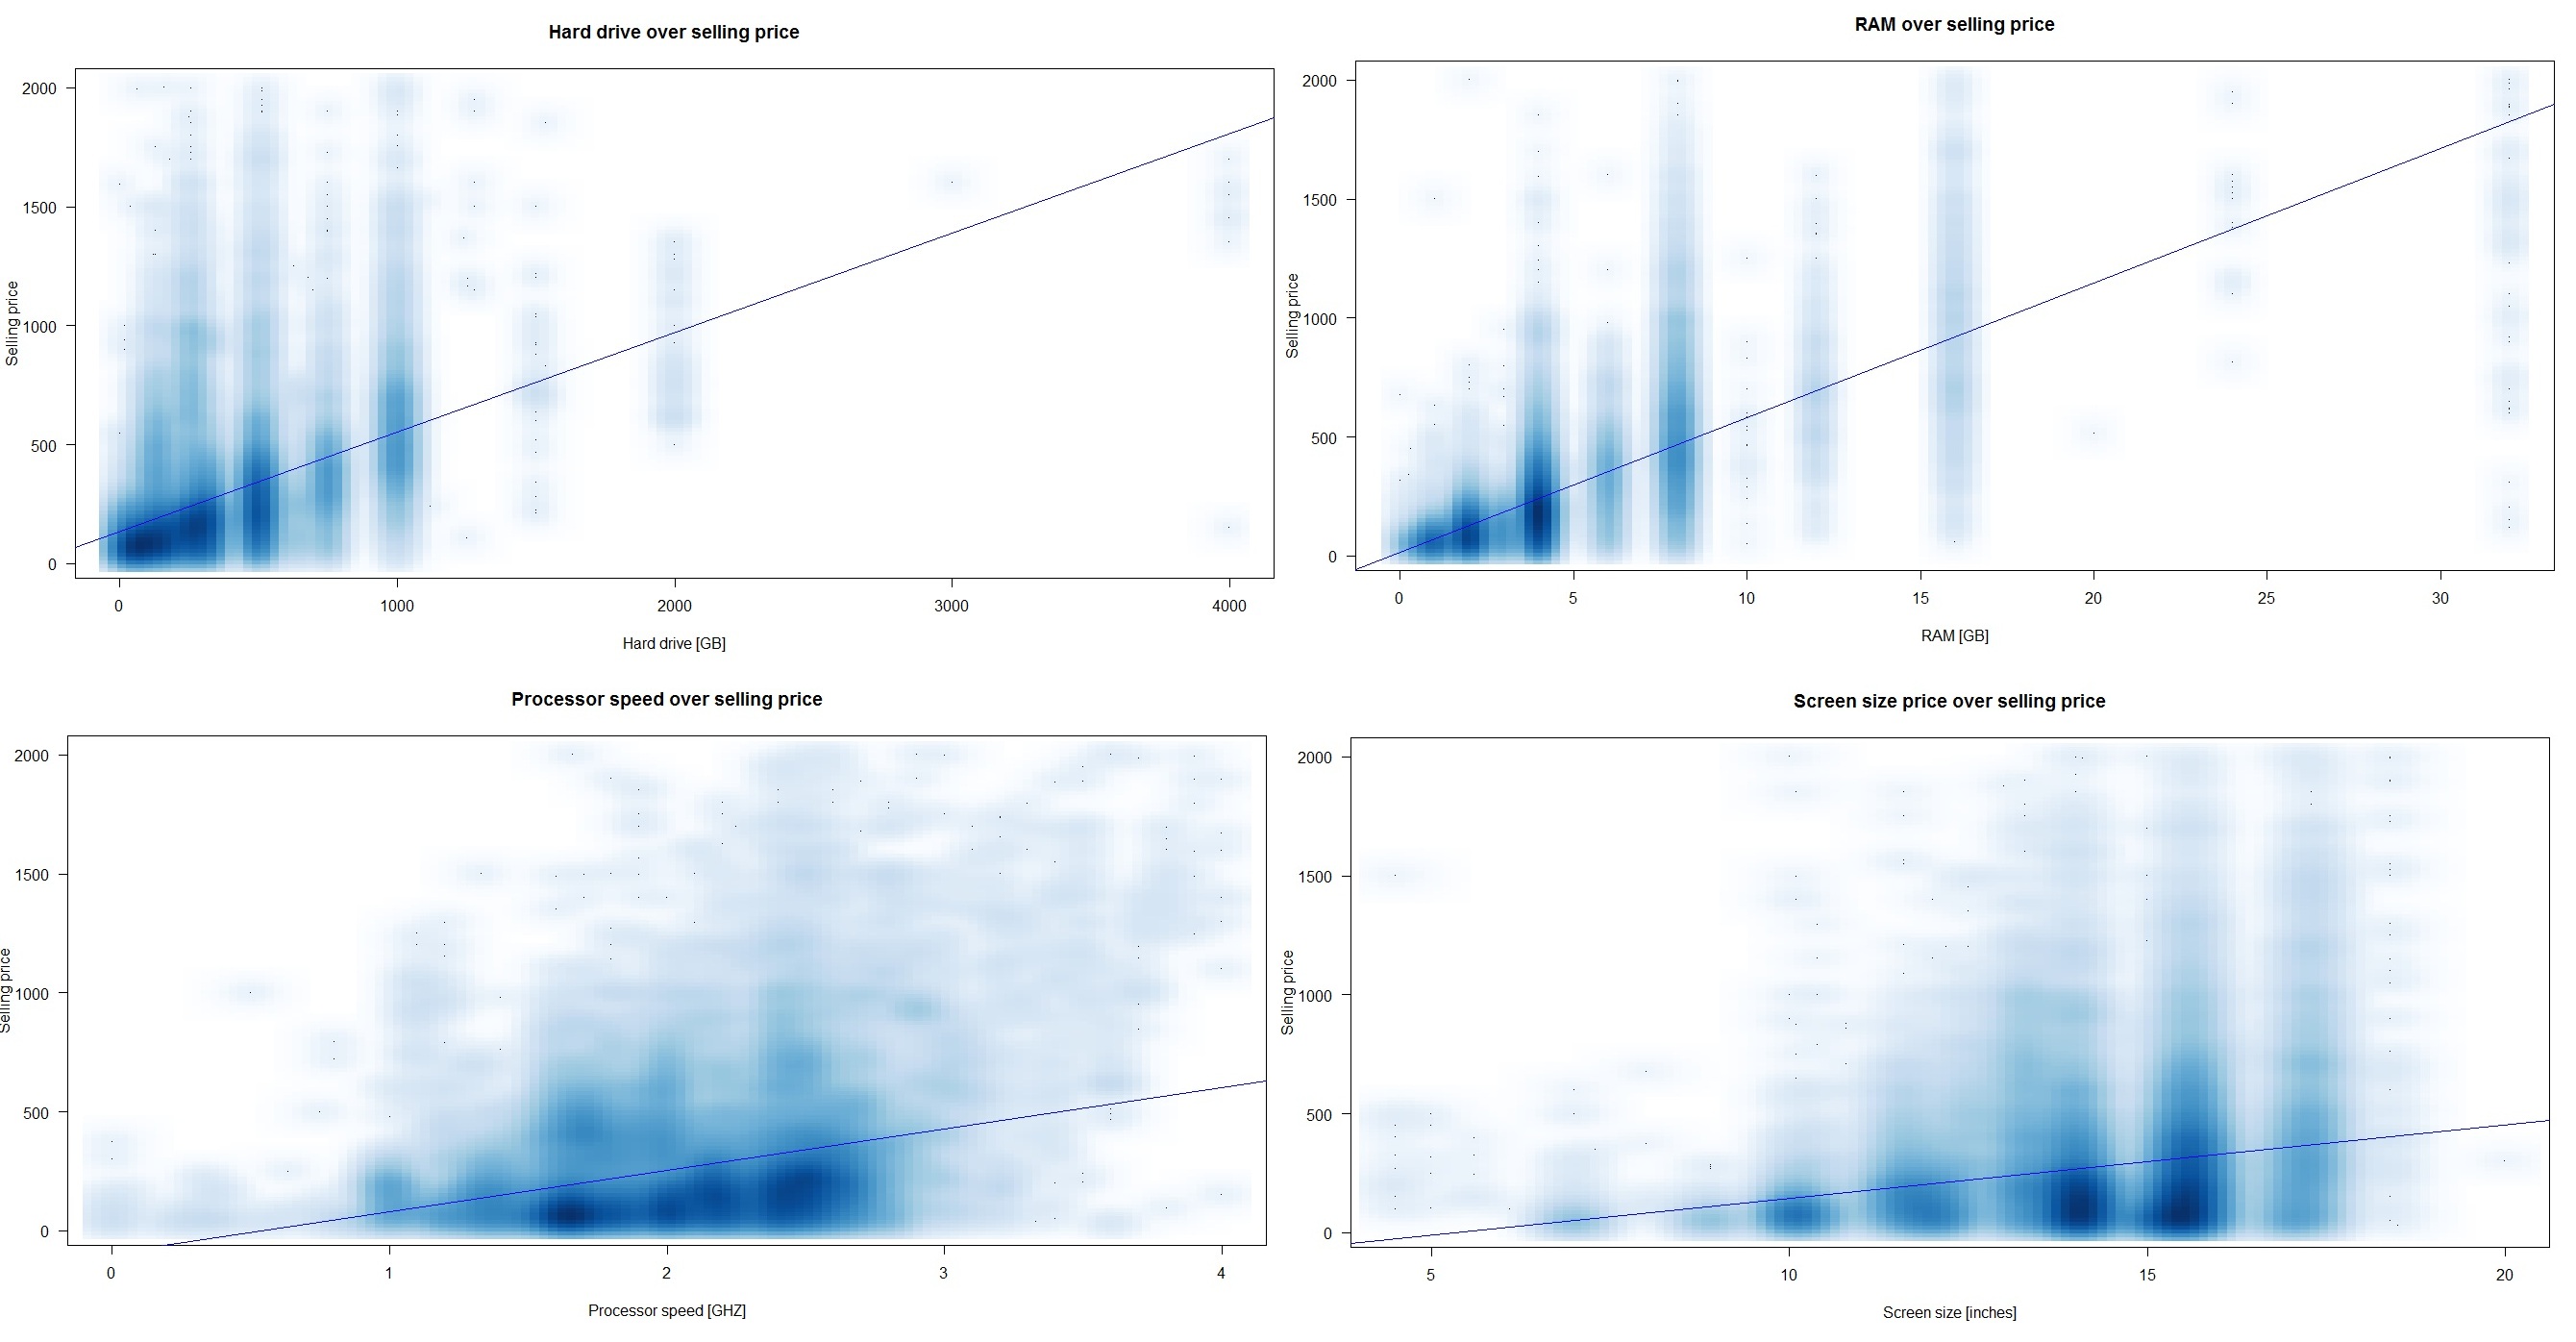 Hard drive over selling price
Selling price
2000
1500
1000
500
0
0 1000 2000 3000 4000
Hard drive [GB]
RAM over selling price
Selling price
2000
1500
1000
500
0
0 5 10 15 20 25 30
RAM [GB]
Processor speed over selling price
Selling price
2000
1500
1000
500
0
0 1 2 3 4
Processor speed [GHZ]
Screen size price over selling price
Selling price
2000
1500
1000
500
0
5 10 15 20
Screen size [inches]